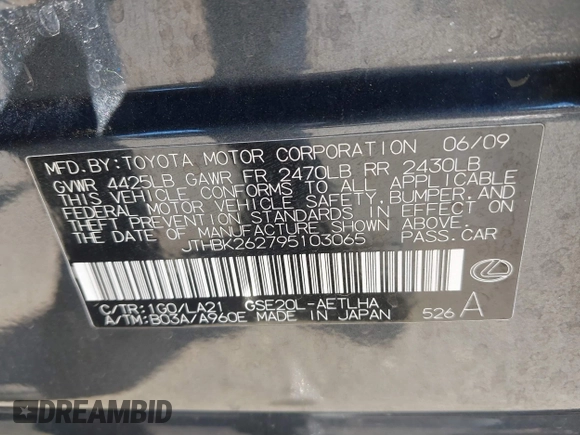 MFD.BY:TOYOTA MOTOR CORPORATION 06/09
GVWR 4425LB GAWR FR 2470LB RR 2430LB
THIS VEHICLE CONFORMS TO ALL APPLICABLE
FEDERAL MOTOR VEHICLE SAFETY,BUMPER,AND
THEFT PREVENTION STANDARDS IN EFFECT ON
THE DATE OF MANUFACTURE SHOWN ABOVE.
JTHBK262795103065 PASS.CAR
C/TR:1G0/LA21 GSE20L-AETLHA
A/TM:B03A/A960E MADE IN JAPAN 526 A
DREAMBID